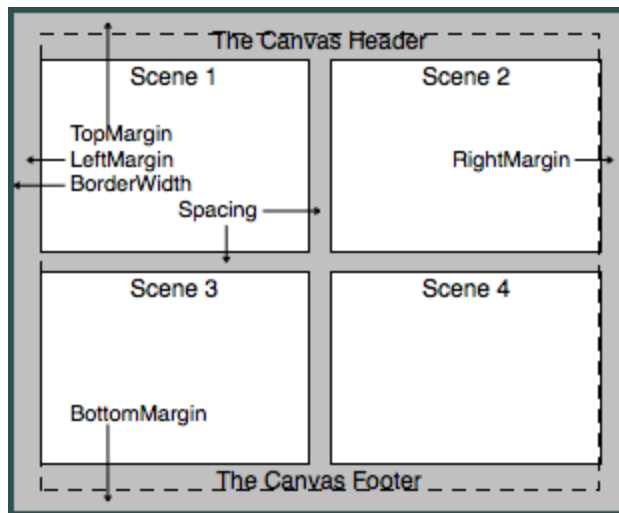 The Canvas Header
Scene 1
Scene 2
TopMargin
LeftMargin
RightMargin
BorderWidth
Spacing
Scene 3
Scene 4
BottomMargin
The Canvas Footer